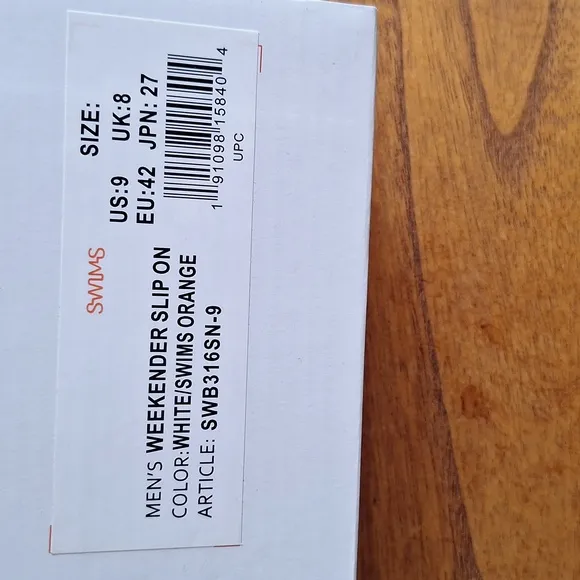 SWIMS
SIZE:
US:9 UK:8
EU:42 JPN: 27
MEN'S WEEKENDER SLIP ON
COLOR:WHITE/SWIMS ORANGE
ARTICLE: SWB316SN-9
1 91098 15840 4
UPC